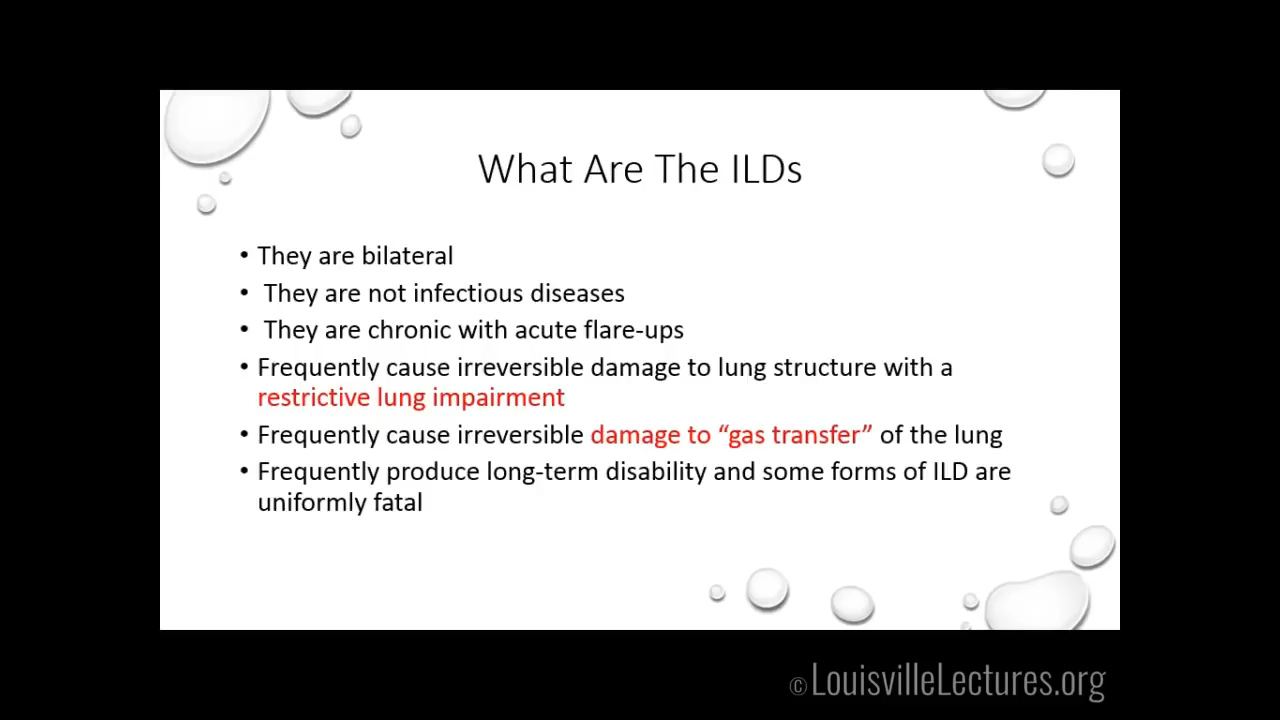 What Are The ILDs
• They are bilateral
• They are not infectious diseases
• They are chronic with acute flare-ups
• Frequently cause irreversible damage to lung structure with a
restrictive lung impairment
• Frequently cause irreversible damage to “gas transfer” of the lung
• Frequently produce long-term disability and some forms of ILD are
uniformly fatal
© LouisvilleLectures.org